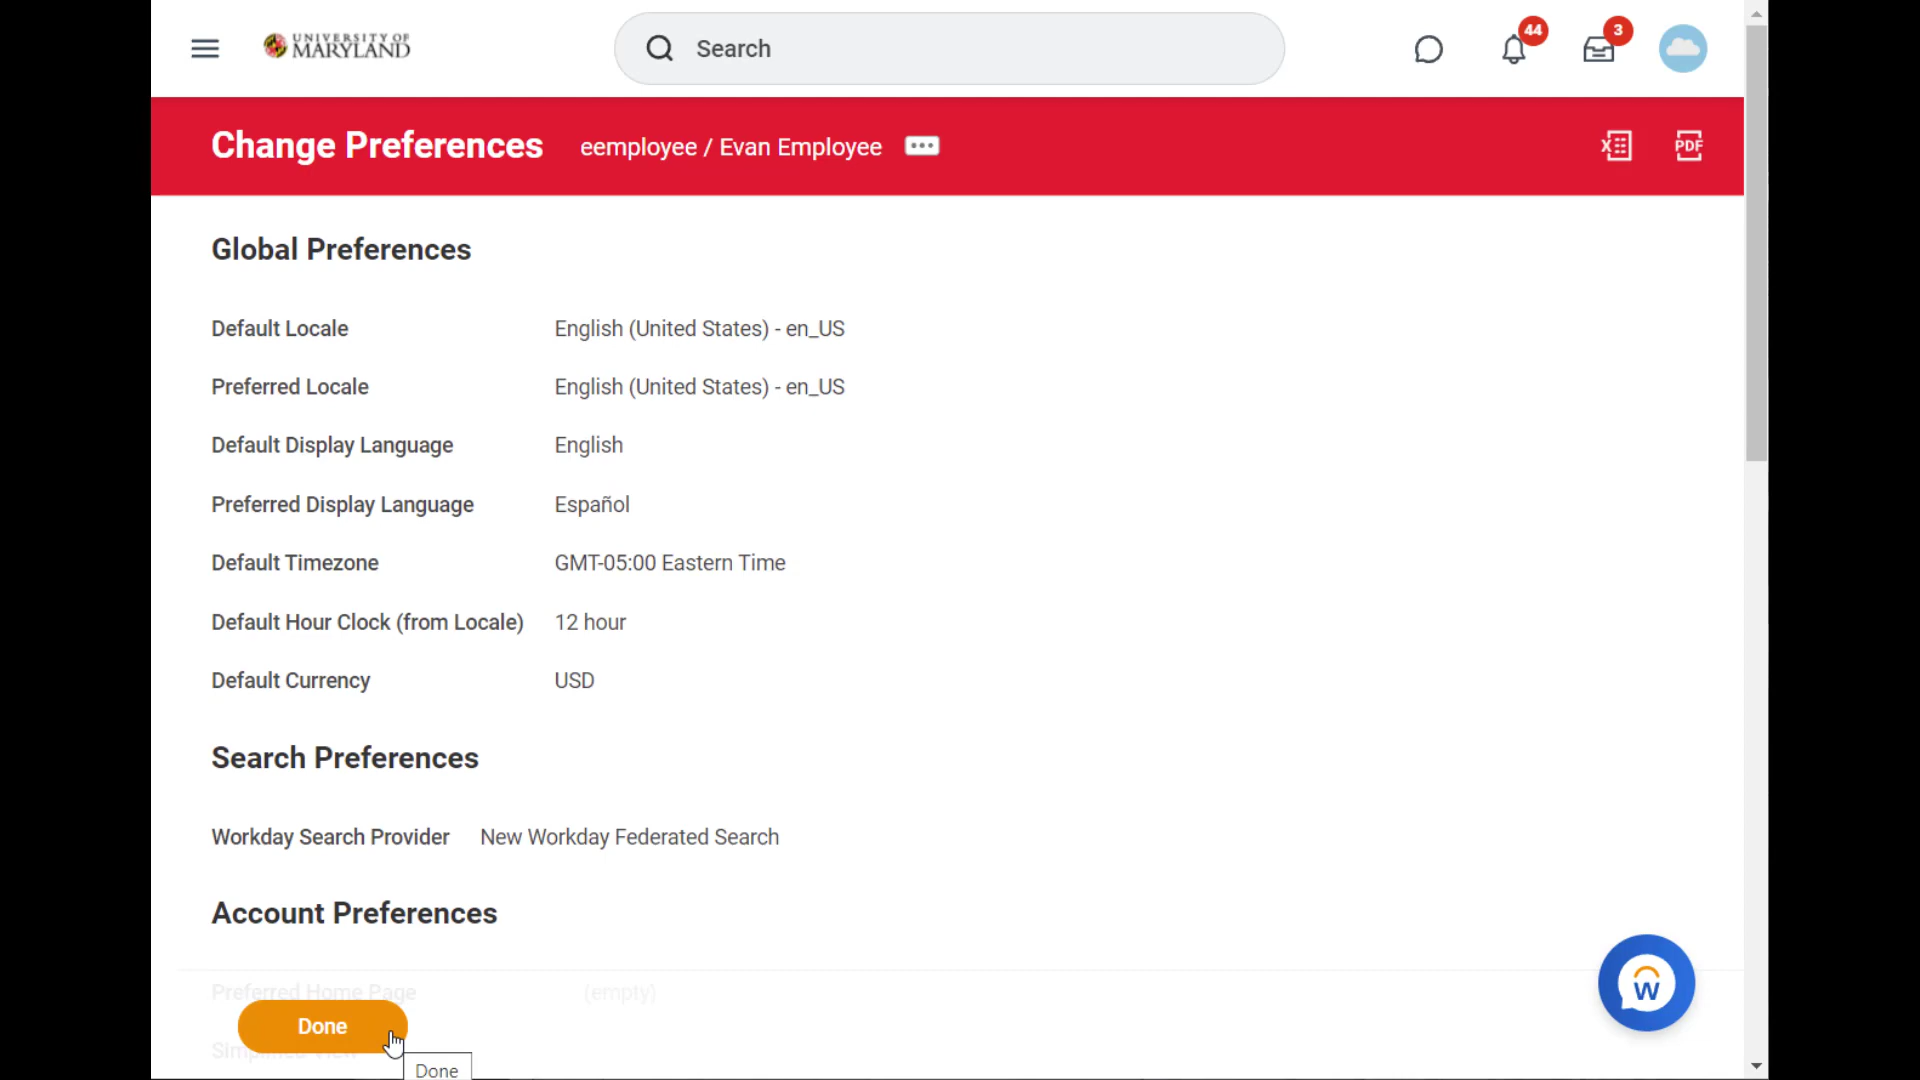 UNIVERSITY OF
MARYLAND
Search
44
3
Change Preferences eemployee / Evan Employee
X
PDF
Global Preferences
Default Locale English (United States) - en_US
Preferred Locale English (United States) - en_US
Default Display Language English
Preferred Display Language Español
Default Timezone GMT-05:00 Eastern Time
Default Hour Clock (from Locale) 12 hour
Default Currency USD
Search Preferences
Workday Search Provider New Workday Federated Search
Account Preferences
Preferred Home Page (empty)
Done
Simplified View
Done
W